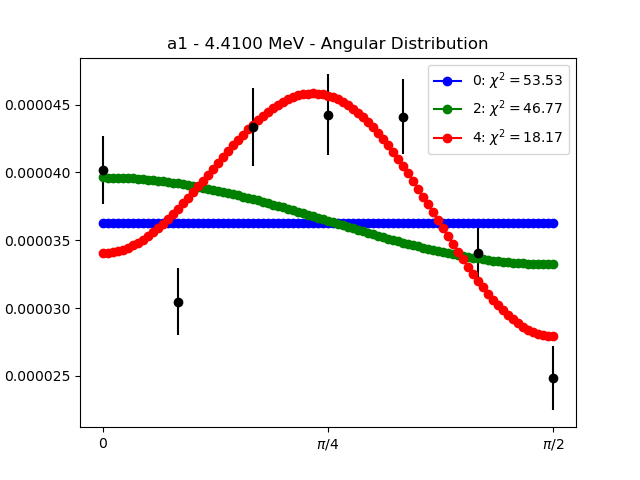 a1 - 4.4100 MeV - Angular Distribution
0: χ² = 53.53
2: χ² = 46.77
4: χ² = 18.17
0.000045
0.000040
0.000035
0.000030
0.000025
0 π/4 π/2